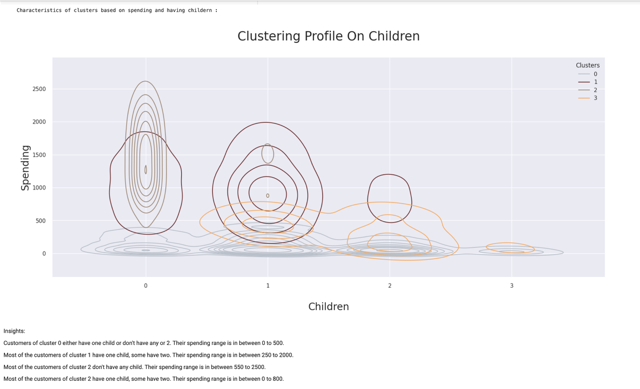 Characteristics of clusters based on spending and having childern :
Clustering Profile On Children
Clusters
0
1
2
3
2500
2000
1500
1000
500
0
Spending
0 1 2 3
Children
Insights:
Customers of cluster 0 either have one child or don't have any or 2. Their spending range is in between 0 to 500.
Most of the customers of cluster 1 have one child, some have two. Their spending range is in between 250 to 2000.
Most of the customers of cluster 2 don't have any child. Their spending range is in between 550 to 2500.
Most of the customers of cluster 2 have one child, some have two. Their spending range is in between 0 to 800.